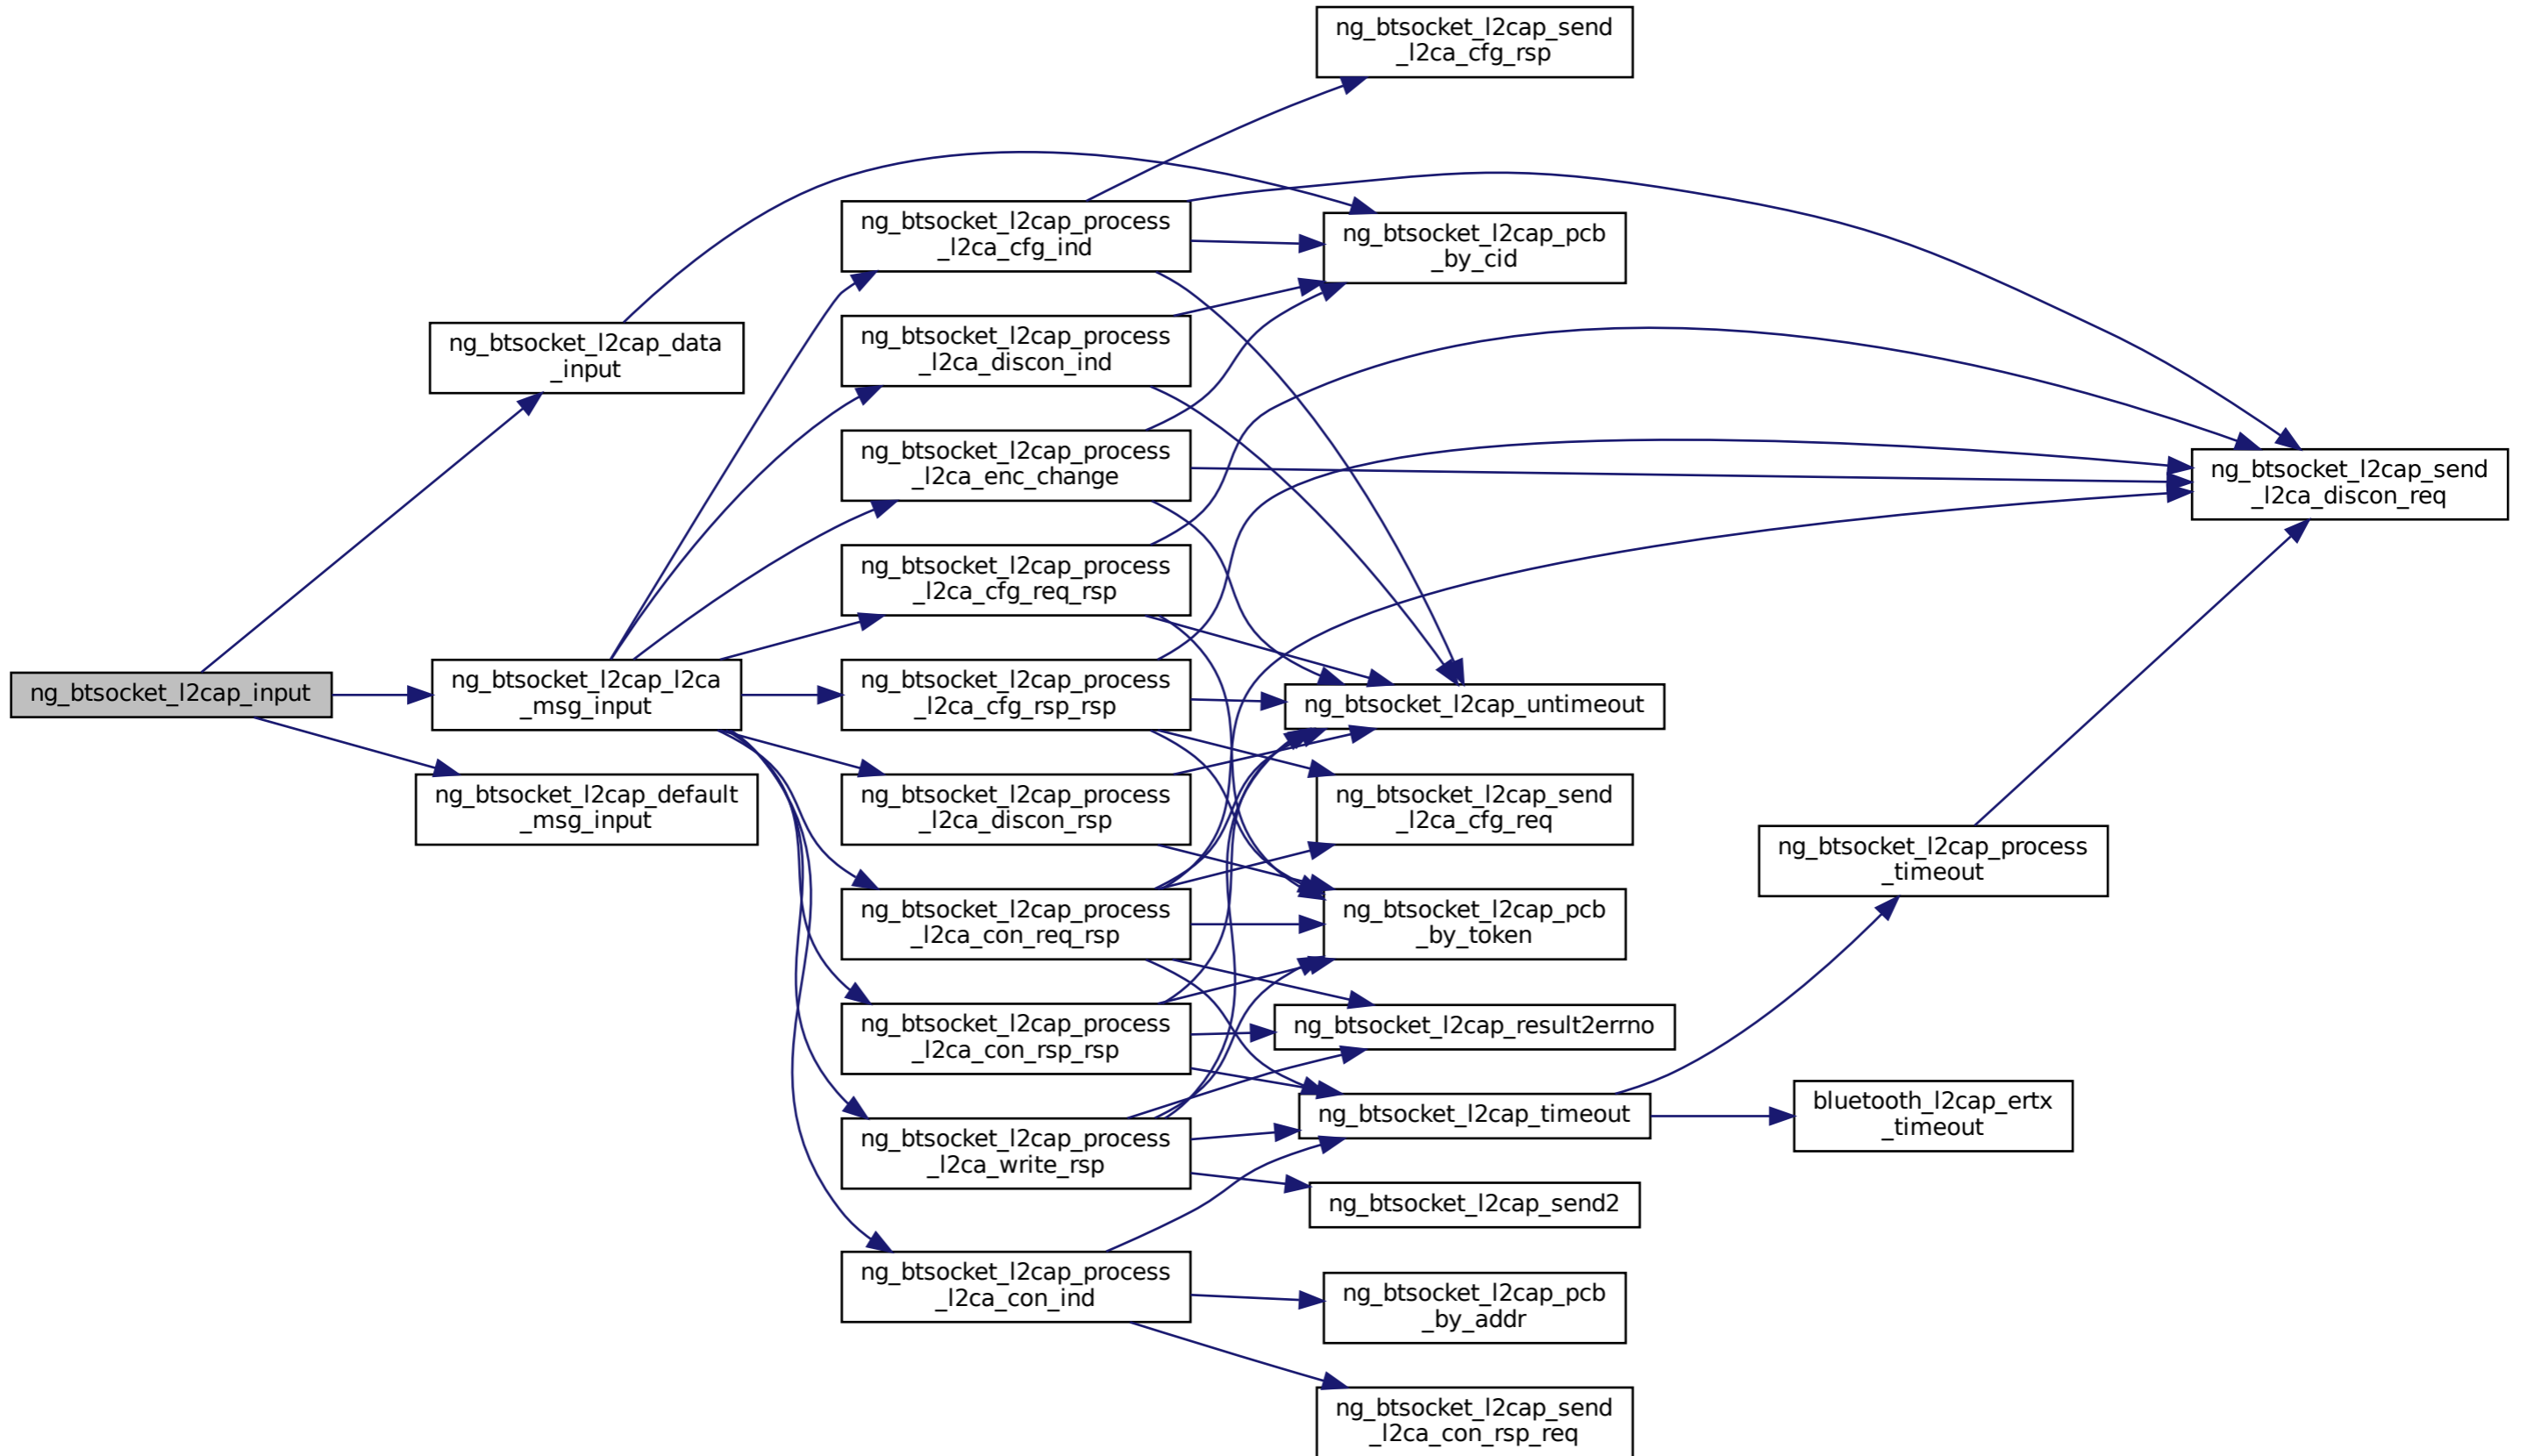 ng_btsocket_l2cap_input
ng_btsocket_l2cap_data
_input
ng_btsocket_l2cap_l2ca
_msg_input
ng_btsocket_l2cap_default
_msg_input
ng_btsocket_l2cap_process
_l2ca_cfg_ind
ng_btsocket_l2cap_process
_l2ca_discon_ind
ng_btsocket_l2cap_process
_l2ca_enc_change
ng_btsocket_l2cap_process
_l2ca_cfg_req_rsp
ng_btsocket_l2cap_process
_l2ca_cfg_rsp_rsp
ng_btsocket_l2cap_process
_l2ca_discon_rsp
ng_btsocket_l2cap_process
_l2ca_con_req_rsp
ng_btsocket_l2cap_process
_l2ca_con_rsp_rsp
ng_btsocket_l2cap_process
_l2ca_write_rsp
ng_btsocket_l2cap_process
_l2ca_con_ind
ng_btsocket_l2cap_send
_l2ca_cfg_rsp
ng_btsocket_l2cap_pcb
_by_cid
ng_btsocket_l2cap_untimeout
ng_btsocket_l2cap_send
_l2ca_cfg_req
ng_btsocket_l2cap_pcb
_by_token
ng_btsocket_l2cap_result2errno
ng_btsocket_l2cap_timeout
ng_btsocket_l2cap_send2
ng_btsocket_l2cap_pcb
_by_addr
ng_btsocket_l2cap_send
_l2ca_con_rsp_req
ng_btsocket_l2cap_process
_timeout
bluetooth_l2cap_ertx
_timeout
ng_btsocket_l2cap_send
_l2ca_discon_req